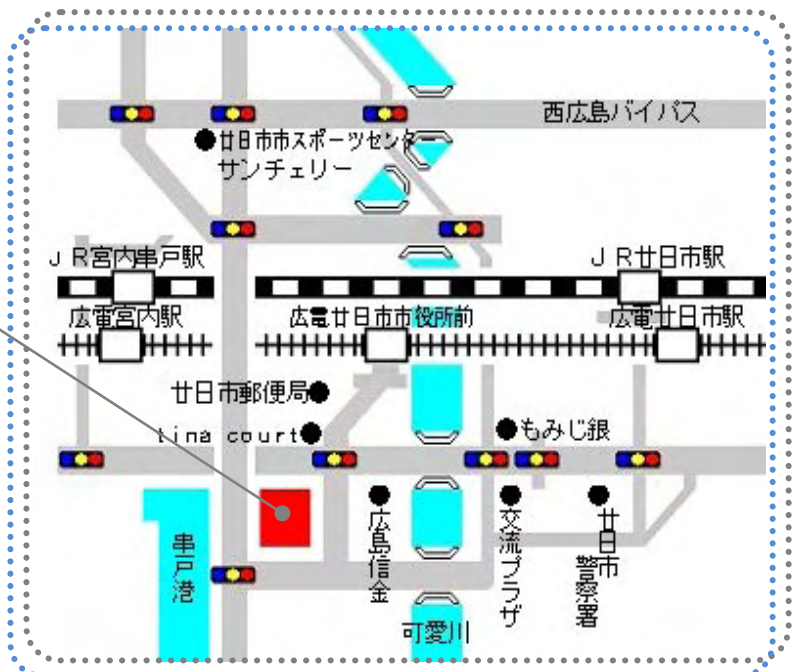 西広島バイパス
廿日市市スポーツセンター
サンチェリー
ＪＲ宮内串戸駅
ＪＲ廿日市駅
広電宮内駅
広電廿日市市役所前
広電廿日市駅
廿日市郵便局
tina court
もみじ銀
串戸港
広島信金
交流プラザ
廿日市
警察署
可愛川